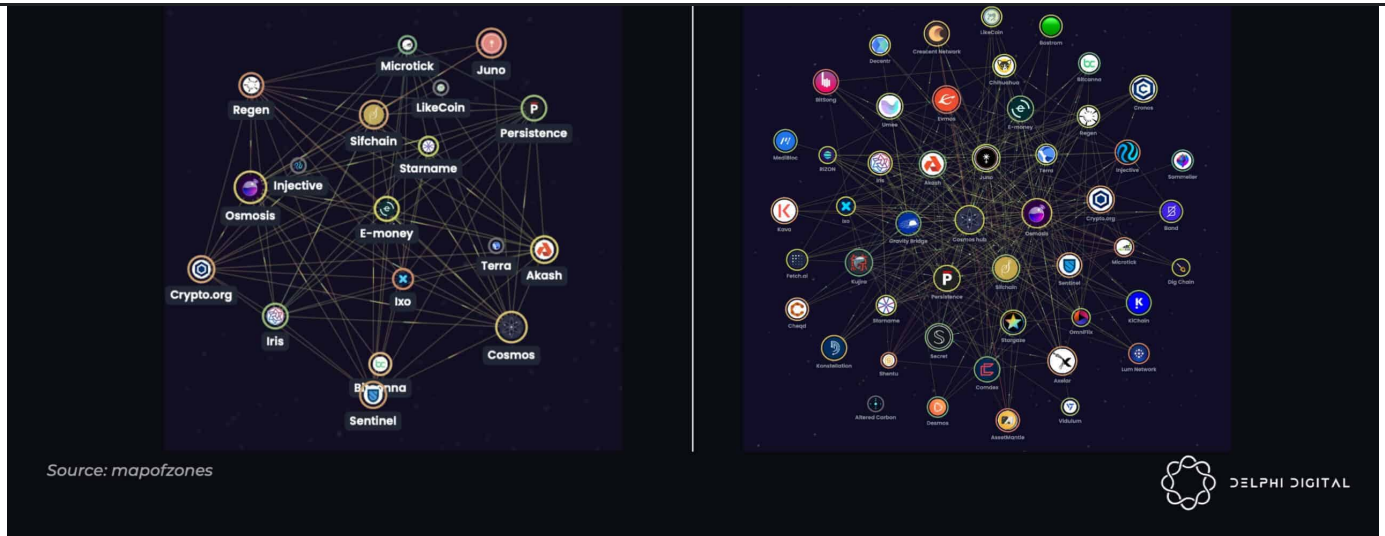 Microtick
Juno
Regen
LikeCoin
Persistence
Sifchain
Starname
Injective
Osmosis
E-money
Terra
Akash
Crypto.org
Ixo
Iris
Cosmos
Bitcanna
Sentinel
LikeCoin
Crescent Network
Bostrom
Decentr
Chihuahua
BitCanna
BitSong
Cronos
Umee
Evmos
E-money
Regen
MediBloc
BIZON
Iris
Akash
Juno
Terra
Injective
Sommelier
Kava
Ixo
Gravity Bridge
Cosmos hub
Osmosis
Crypto.org
Band
Microtick
Fetch.ai
Kujira
Persistence
Sifchain
Sentinel
Dig Chain
Cheqd
Starname
Secret
Stargaze
OmniFlix
KiChain
Konstellation
Shentu
Comdex
Axelar
Lum Network
Altered Carbon
Desmos
AssetMantle
Vidulum
Source: mapofzones
DELPHI DIGITAL